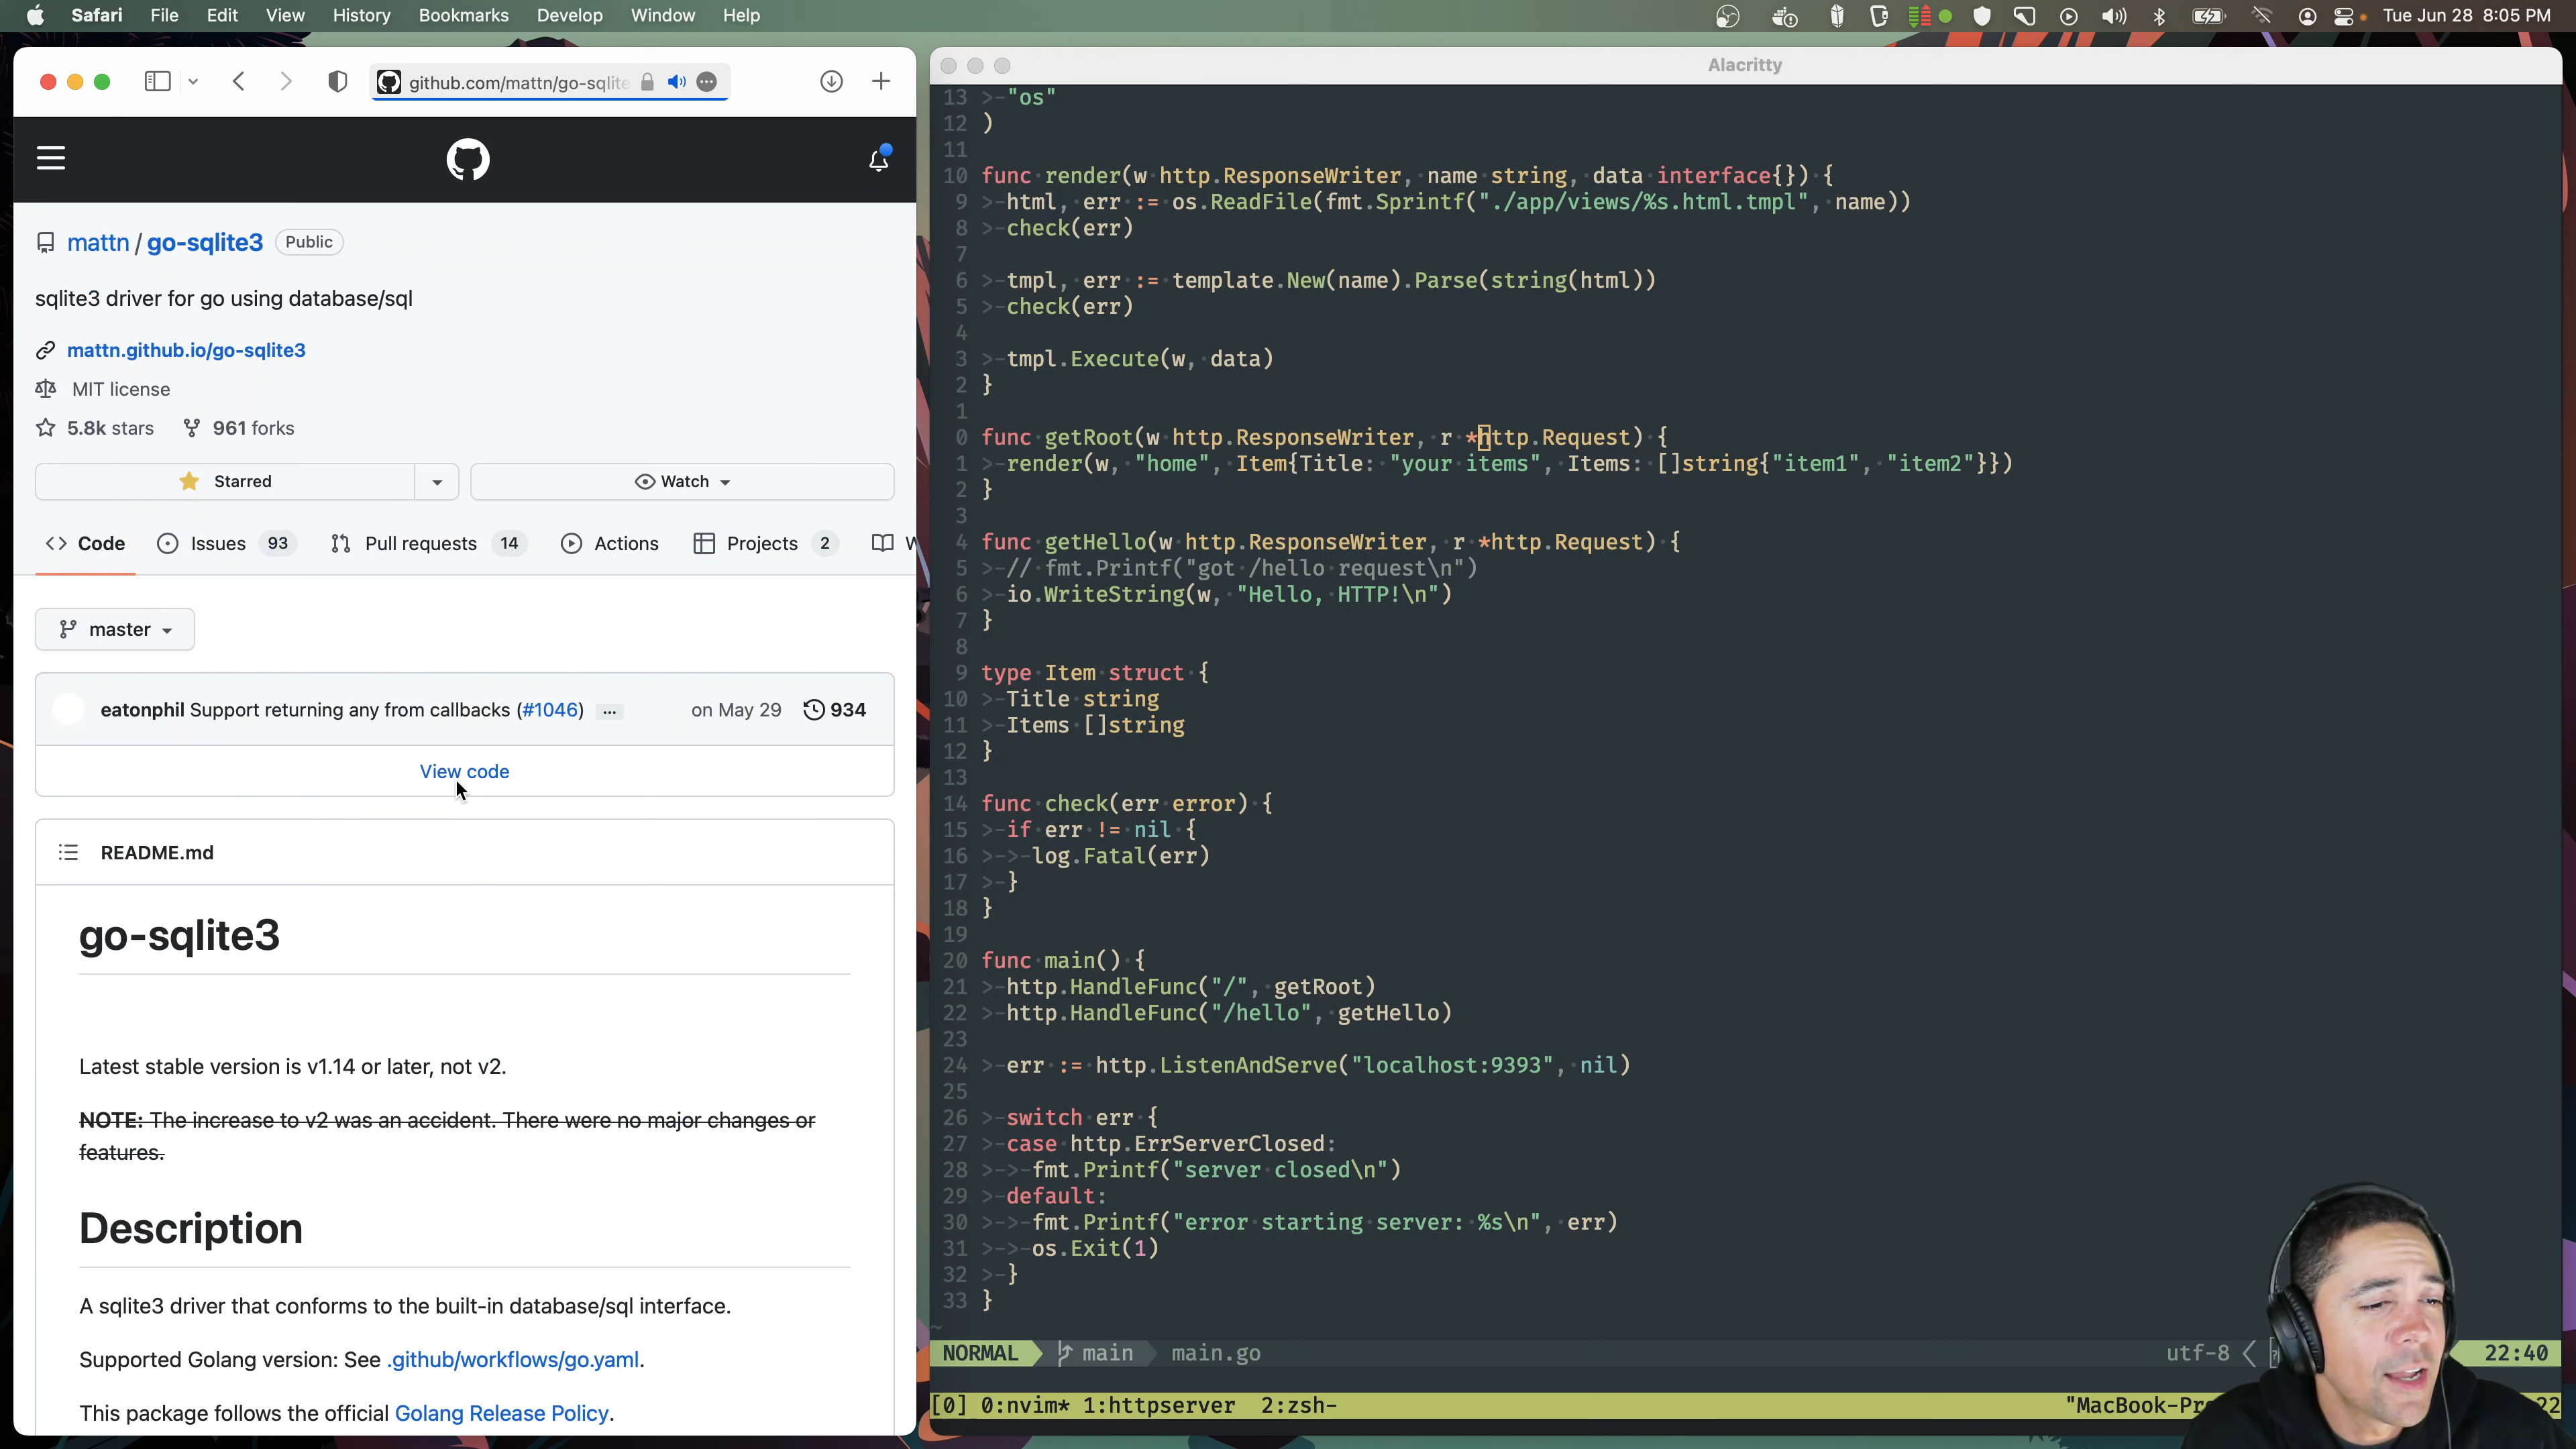 Safari File Edit View History Bookmarks Develop Window Help
Tue Jun 28 8:05 PM
github.com/mattn/go-sqlite
mattn / go-sqlite3 Public
sqlite3 driver for go using database/sql
mattn.github.io/go-sqlite3
MIT license
5.8k stars 961 forks
Starred Watch
Code Issues 93 Pull requests 14 Actions Projects 2 W
master
eatonphil Support returning any from callbacks (#1046) ... on May 29 934
View code
README.md
go-sqlite3
Latest stable version is v1.14 or later, not v2.
NOTE: The increase to v2 was an accident. There were no major changes or
features.
Description
A sqlite3 driver that conforms to the built-in database/sql interface.
Supported Golang version: See .github/workflows/go.yaml.
This package follows the official Golang Release Policy.
Alacritty
13 >-"os"
12 )
11
10 func·render(w·http.ResponseWriter,·name·string,·data·interface{})·{
9 >-html,·err·:=·os.ReadFile(fmt.Sprintf("./app/views/%s.html.tmpl",·name))
8 >-check(err)
7
6 >-tmpl,·err·:=·template.New(name).Parse(string(html))
5 >-check(err)
4
3 >-tmpl.Execute(w,·data)
2 }
1
0 func·getRoot(w·http.ResponseWriter,·r·*http.Request)·{
1 >-render(w,·"home",·Item{Title:·"your·items",·Items:·[]string{"item1",·"item2"}})
2 }
3
4 func·getHello(w·http.ResponseWriter,·r·*http.Request)·{
5 >-//·fmt.Printf("got·/hello·request\n")
6 >-io.WriteString(w,·"Hello,·HTTP!\n")
7 }
8
9 type·Item·struct·{
10 >-Title·string
11 >-Items·[]string
12 }
13
14 func·check(err·error)·{
15 >-if·err·!=·nil·{
16 >->-log.Fatal(err)
17 >-}
18 }
19
20 func·main()·{
21 >-http.HandleFunc("/",·getRoot)
22 >-http.HandleFunc("/hello",·getHello)
23
24 >-err·:=·http.ListenAndServe("localhost:9393",·nil)
25
26 >-switch·err·{
27 >-case·http.ErrServerClosed:
28 >->-fmt.Printf("server·closed\n")
29 >-default:
30 >->-fmt.Printf("error·starting·server:·%s\n",·err)
31 >->-os.Exit(1)
32 >-}
33 }
~
NORMAL main main.go utf-8 22:40
[0] 0:nvim* 1:httpserver 2:zsh- "MacBook-Pr 22